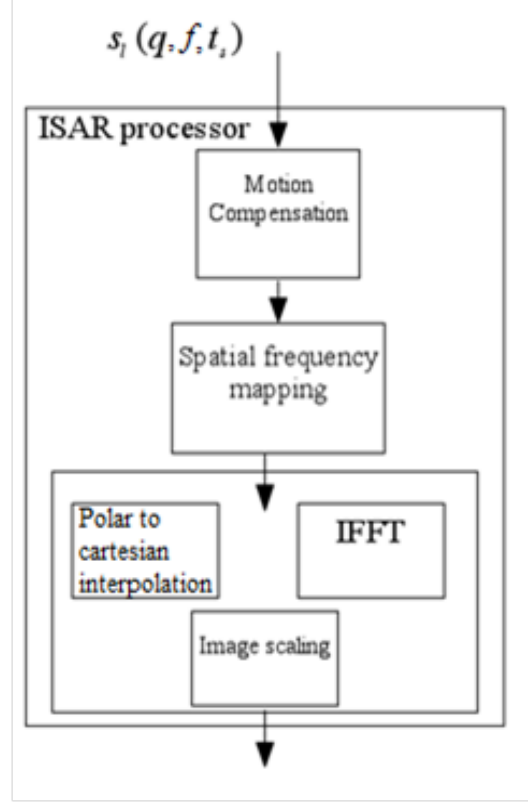 s_l (q, f, t_s)
ISAR processor
Motion
Compensation
Spatial frequency
mapping
Polar to
cartesian
interpolation
IFFT
Image scaling